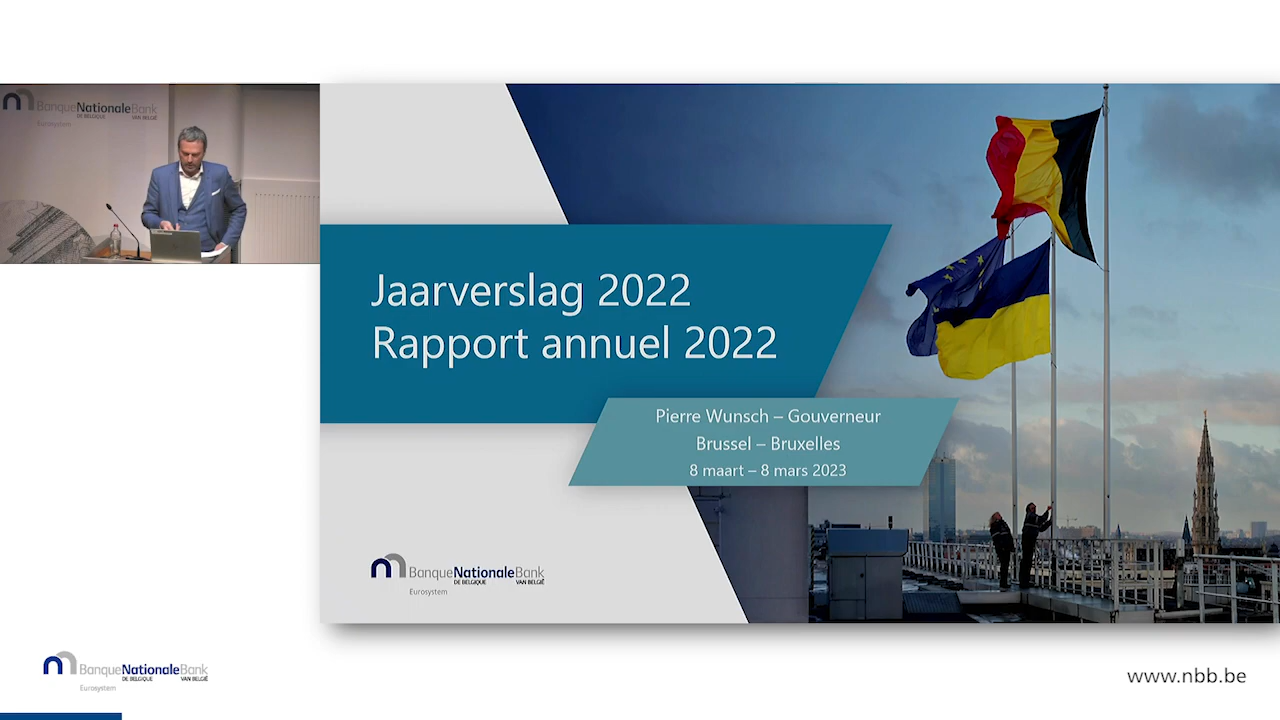 BanqueNationaleBank
DE BELGIQUE VAN BELGIË
Eurosystem
Jaarverslag 2022
Rapport annuel 2022
Pierre Wunsch – Gouverneur
Brussel – Bruxelles
8 maart – 8 mars 2023
BanqueNationaleBank
DE BELGIQUE VAN BELGIË
Eurosystem
BanqueNationaleBank
DE BELGIQUE VAN BELGIË
Eurosystem
www.nbb.be